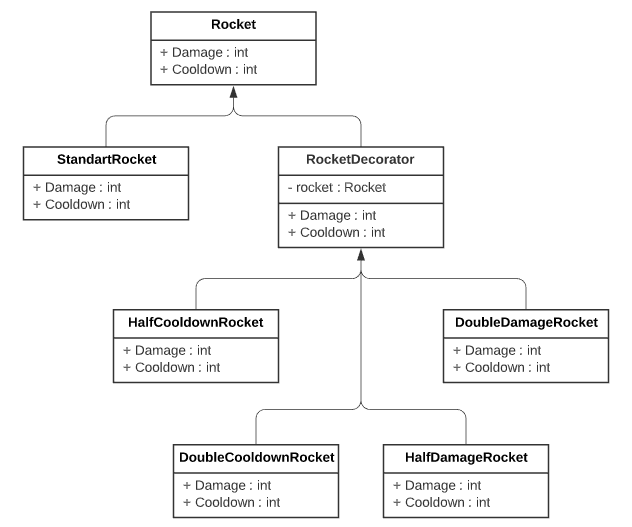 Rocket
+ Damage : int
+ Cooldown : int
StandartRocket
+ Damage : int
+ Cooldown : int
RocketDecorator
- rocket : Rocket
+ Damage : int
+ Cooldown : int
HalfCooldownRocket
+ Damage : int
+ Cooldown : int
DoubleDamageRocket
+ Damage : int
+ Cooldown : int
DoubleCooldownRocket
+ Damage : int
+ Cooldown : int
HalfDamageRocket
+ Damage : int
+ Cooldown : int